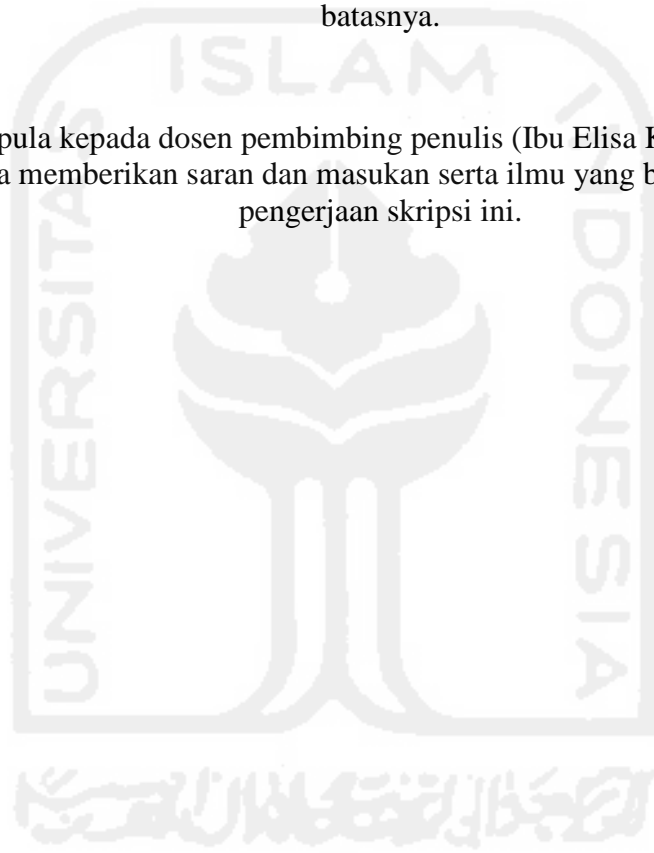 batasnya.
ISLAM
pula kepada dosen pembimbing penulis (Ibu Elisa
memberikan saran dan masukan serta ilmu yang
pengerjaan skripsi ini.
UNIVERSITAS
INDONESIA